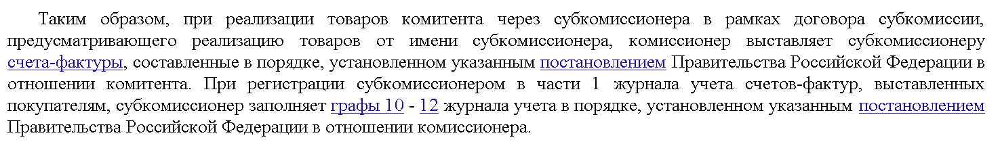 Таким образом, при реализации товаров комитента через субкомиссионера в рамках договора субкомиссии,
предусматривающего реализацию товаров от имени субкомиссионера, комиссионер выставляет субкомиссионеру
счета-фактуры, составленные в порядке, установленном указанным постановлением Правительства Российской Федерации в
отношении комитента. При регистрации субкомиссионером в части 1 журнала учета счетов-фактур, выставленных
покупателям, субкомиссионер заполняет графы 10 - 12 журнала учета в порядке, установленном указанным постановлением
Правительства Российской Федерации в отношении комиссионера.